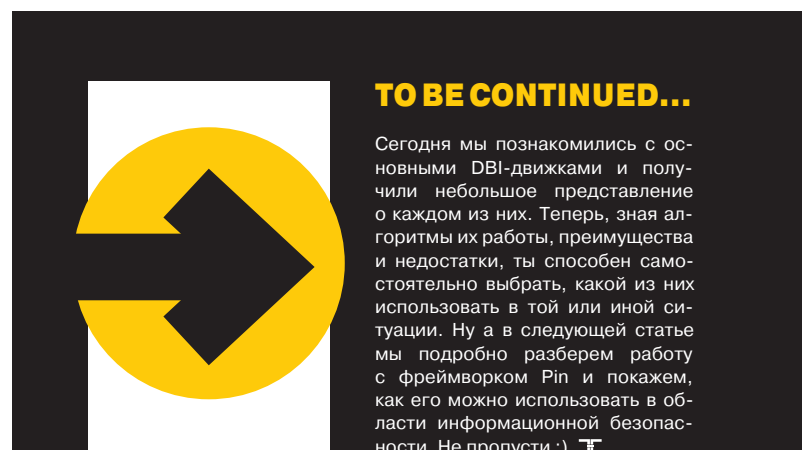 TO BE CONTINUED...
Сегодня мы познакомились с ос-
новными DBI-движками и полу-
чили небольшое представление
о каждом из них. Теперь, зная ал-
горитмы их работы, преимущества
и недостатки, ты способен само-
стоятельно выбрать, какой из них
использовать в той или иной си-
туации. Ну а в следующей статье
мы подробно разберем работу
с фреймворком Pin и покажем,
как его можно использовать в об-
ласти информационной безопас-
ности. Не пропусти :)